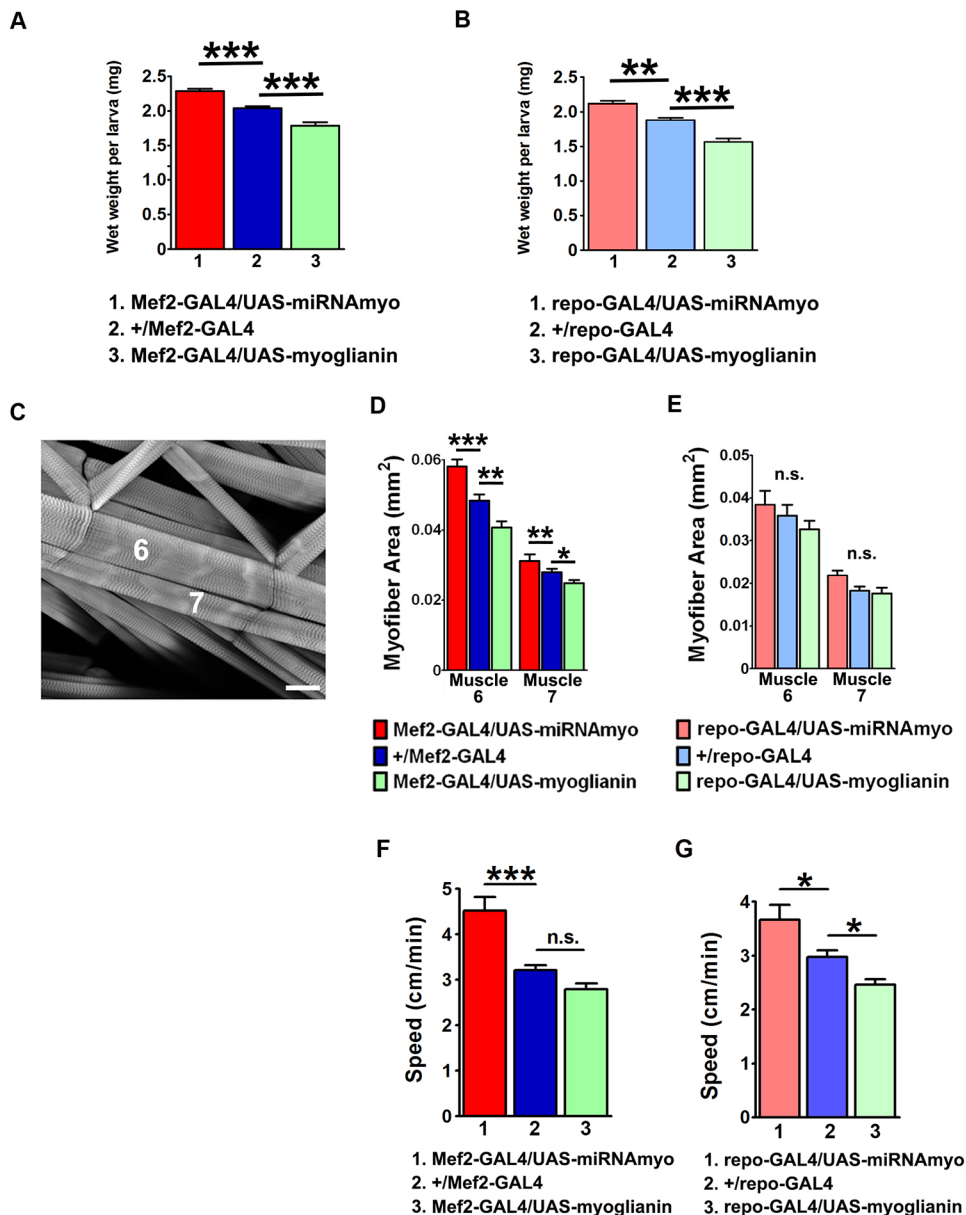 A
B
***
***
Wet weight per larva (mg)
2.5
2.0
1.5
1.0
0.5
0
1 2 3
1. Mef2-GAL4/UAS-miRNAmyo
2. +/Mef2-GAL4
3. Mef2-GAL4/UAS-myoglianin
**
***
Wet weight per larva (mg)
2.5
2.0
1.5
1.0
0.5
0
1 2 3
1. repo-GAL4/UAS-miRNAmyo
2. +/repo-GAL4
3. repo-GAL4/UAS-myoglianin
C
6
7
D
Myofiber Area (mm²)
0.06
0.04
0.02
0
***
**
**
*
Muscle 6
Muscle 7
Mef2-GAL4/UAS-miRNAmyo
+/Mef2-GAL4
Mef2-GAL4/UAS-myoglianin
E
Myofiber Area (mm²)
0.05
0.04
0.03
0.02
0.01
0
n.s.
n.s.
Muscle 6
Muscle 7
repo-GAL4/UAS-miRNAmyo
+/repo-GAL4
repo-GAL4/UAS-myoglianin
F
Speed (cm/min)
5
4
3
2
1
0
***
n.s.
1 2 3
1. Mef2-GAL4/UAS-miRNAmyo
2. +/Mef2-GAL4
3. Mef2-GAL4/UAS-myoglianin
G
Speed (cm/min)
4
3
2
1
0
*
*
1 2 3
1. repo-GAL4/UAS-miRNAmyo
2. +/repo-GAL4
3. repo-GAL4/UAS-myoglianin